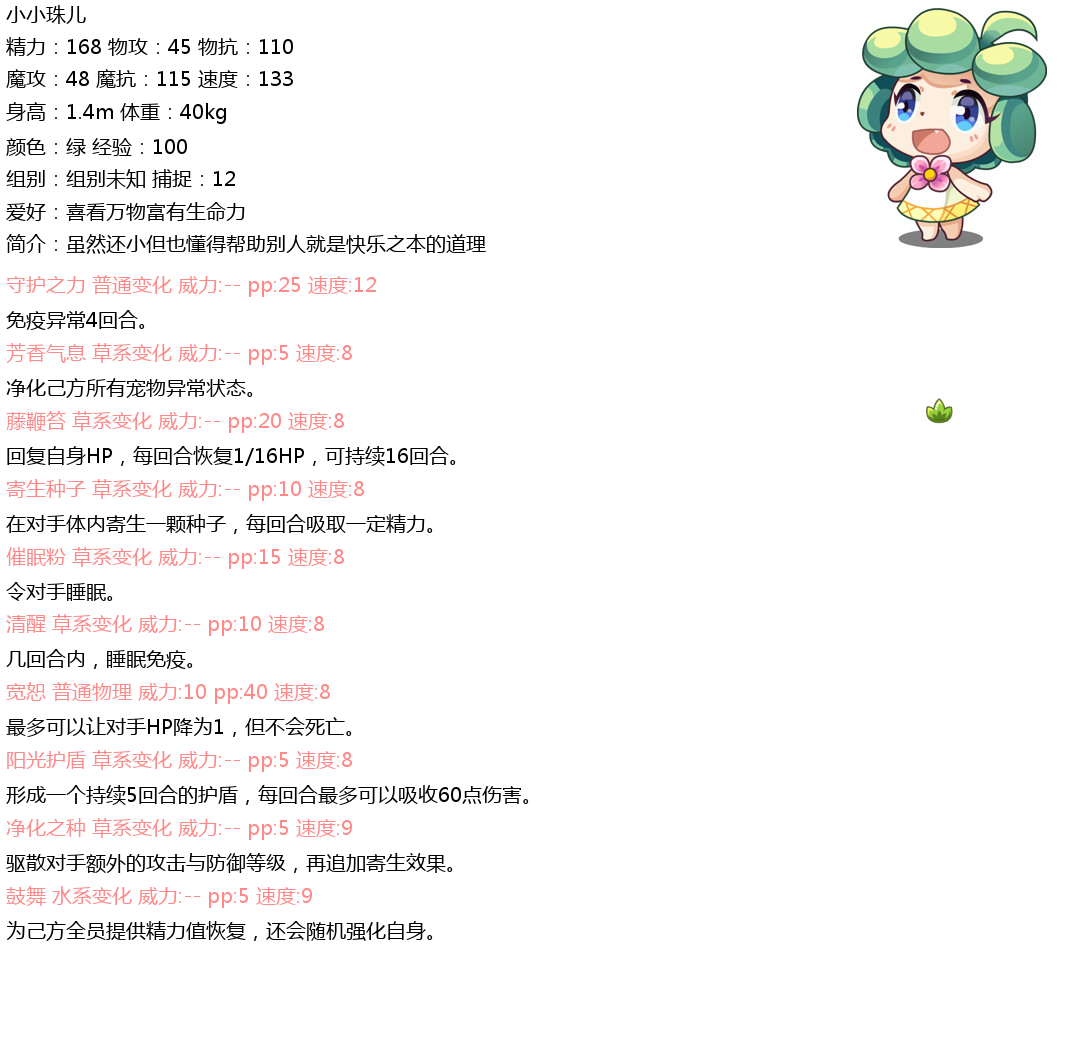 小小珠儿
精力：168 物攻：45 物抗：110
魔攻：48 魔抗：115 速度：133
身高：1.4m 体重：40kg
颜色：绿 经验：100
组别：组别未知 捕捉：12
爱好：喜看万物富有生命力
简介：虽然还小但也懂得帮助别人就是快乐之本的道理
守护之力 普通变化 威力:-- pp:25 速度:12
免疫异常4回合。
芳香气息 草系变化 威力:-- pp:5 速度:8
净化己方所有宠物异常状态。
藤鞭笞 草系变化 威力:-- pp:20 速度:8
回复自身HP，每回合恢复1/16HP，可持续16回合。
寄生种子 草系变化 威力:-- pp:10 速度:8
在对手体内寄生一颗种子，每回合吸取一定精力。
催眠粉 草系变化 威力:-- pp:15 速度:8
令对手睡眠。
清醒 草系变化 威力:-- pp:10 速度:8
几回合内，睡眠免疫。
宽恕 普通物理 威力:10 pp:40 速度:8
最多可以让对手HP降为1，但不会死亡。
阳光护盾 草系变化 威力:-- pp:5 速度:8
形成一个持续5回合的护盾，每回合最多可以吸收60点伤害。
净化之种 草系变化 威力:-- pp:5 速度:9
驱散对手额外的攻击与防御等级，再追加寄生效果。
鼓舞 水系变化 威力:-- pp:5 速度:9
为己方全员提供精力值恢复，还会随机强化自身。